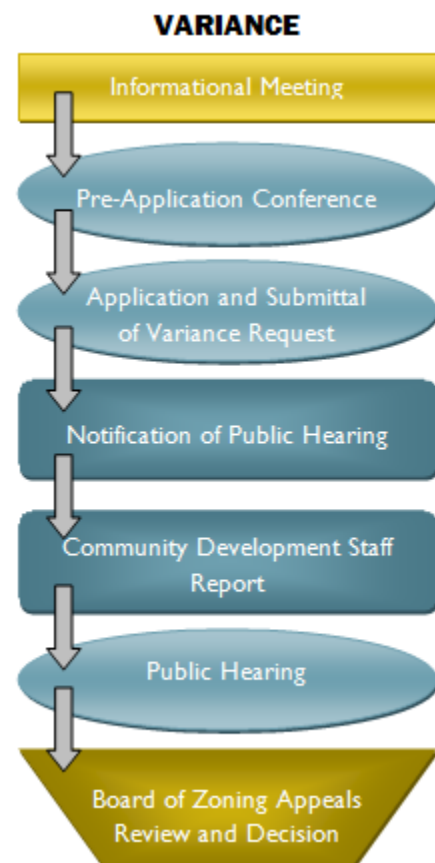 VARIANCE
Informational Meeting
Pre-Application Conference
Application and Submittal
of Variance Request
Notification of Public Hearing
Community Development Staff
Report
Public Hearing
Board of Zoning Appeals
Review and Decision